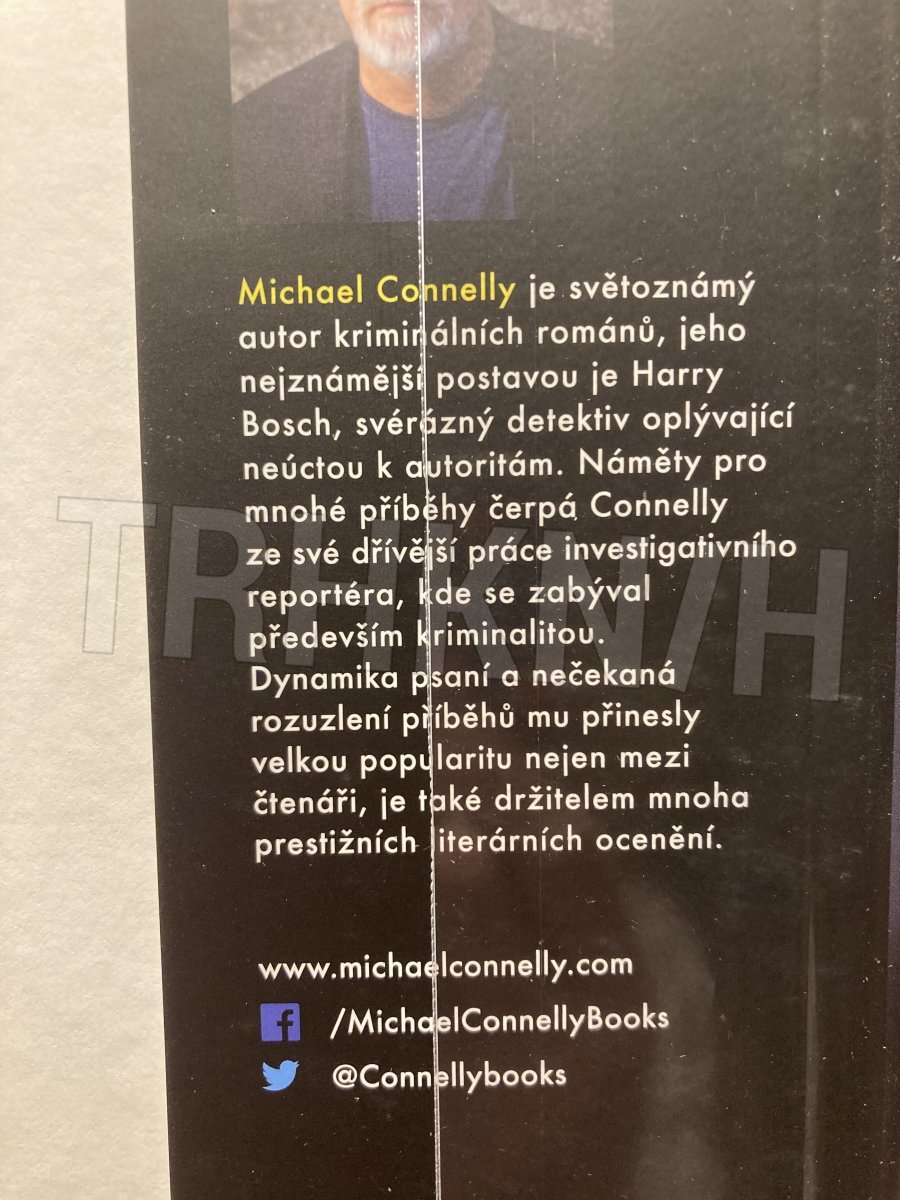 Michael Connelly je světoznámý
autor kriminálních románů, jeho
nejznámější postavou je Harry
Bosch, svérázný detektiv oplývající
neúctou k autoritám. Náměty pro
mnohé příběhy čerpá Connelly
ze své dřívější práce investigativního
reportéra, kde se zabýval
především kriminalitou.
Dynamika psaní a nečekaná
rozuzlení příběhů mu přinesly
velkou popularitu nejen mezi
čtenáři, je také držitelem mnoha
prestižních literárních ocenění.
www.michaelconnelly.com
/MichaelConnellyBooks
@Connellybooks
TRHKN/H